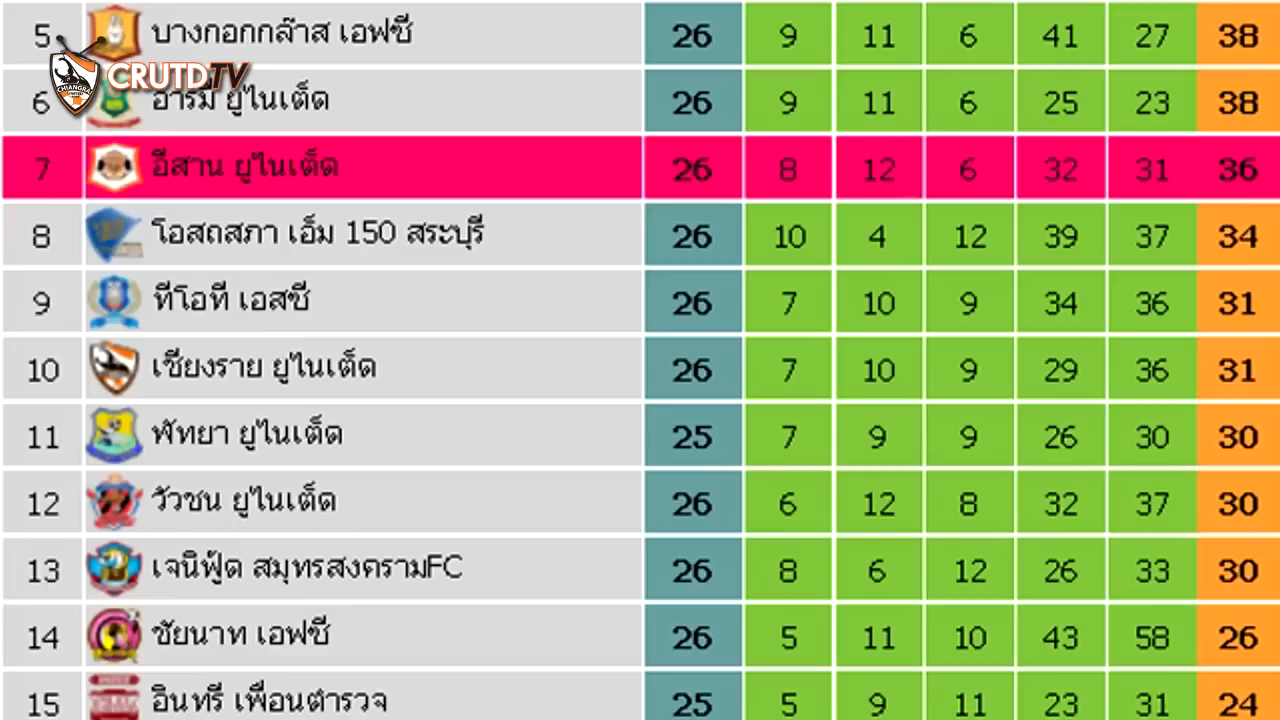 5 บางกอกกล๊าส เอฟซี 26 9 11 6 41 27 38
CRUTD TV
CHIANGRAI
6 อาร์มี่ ยูไนเต็ด 26 9 11 6 25 23 38
7 อีสาน ยูไนเต็ด 26 8 12 6 32 31 36
8 โอสถสภา เอ็ม 150 สระบุรี 26 10 4 12 39 37 34
9 ทีโอที เอสซี 26 7 10 9 34 36 31
10 เชียงราย ยูไนเต็ด 26 7 10 9 29 36 31
11 พัทยา ยูไนเต็ด 25 7 9 9 26 30 30
12 วัวชน ยูไนเต็ด 26 6 12 8 32 37 30
13 เจนิฟู้ด สมุทรสงครามFC 26 8 6 12 26 33 30
14 ชัยนาท เอฟซี 26 5 11 10 43 58 26
15 อินทรี เพื่อนตำรวจ 25 5 9 11 23 31 24